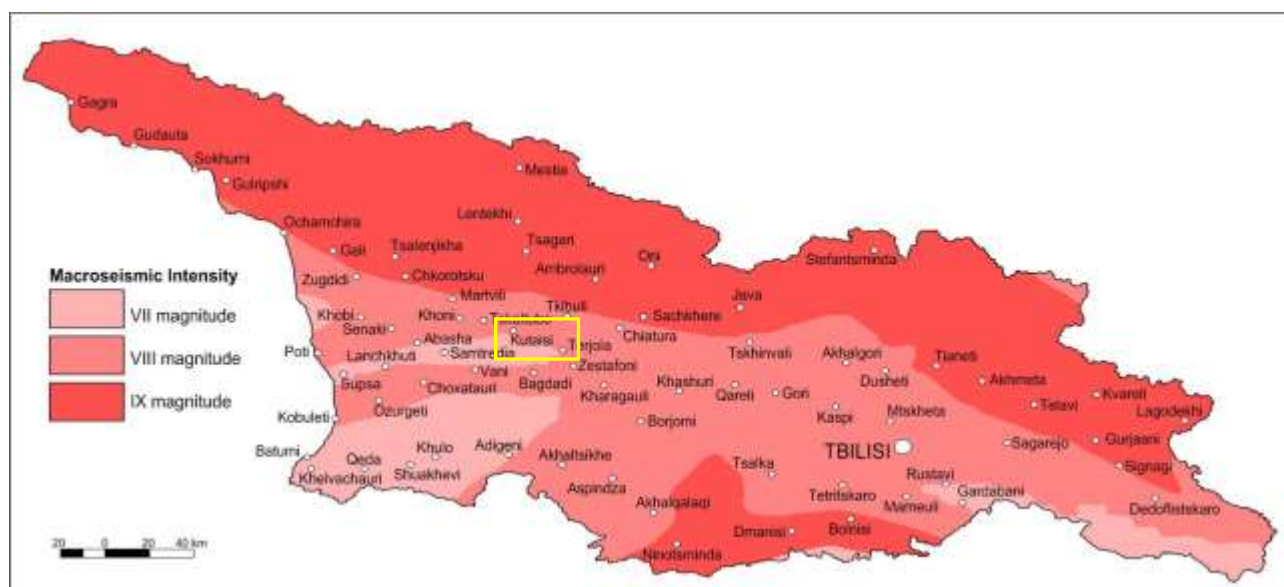 Gagra
Gudauta
Sokhumi
Gulripshi
Mestia
Lentekhi
Ochamchira
Gali
Tsalenjikha
Tsageri
Oni
Stefantsminda
Macroseismic Intensity
Zugdidi
Chkorotsku
Ambrolauri
VII magnitude
Martvili
Tkibuli
Java
Khobi
Khoni
Sachkhere
Senaki
Kutaisi
Chiatura
VIII magnitude
Abasha
Terjola
Tskhinvali
Akhalgori
Tianeti
Poti
Lanchkhuti
Samtredia
Zestafoni
Dusheti
Akhmeta
Supsa
Vani
Bagdadi
Khashuri
Kvareli
IX magnitude
Choxatauri
Kharagauli
Qareli
Gori
Telavi
Lagodekhi
Ozurgeti
Kaspi
Mtskheta
Kobuleti
Borjomi
Batumi
Khulo
Adigeni
TBILISI
Sagarejo
Gurjaani
Qeda
Akhaltsikhe
Tsalka
Signagi
Khelvachauri
Shuakhevi
Aspindza
Rustavi
Tetritskaro
Gardabani
Akhalqalaqi
Marneuli
Dedoflistskaro
Dmanisi
Bolnisi
Ninotsminda
20 0 20 40 km